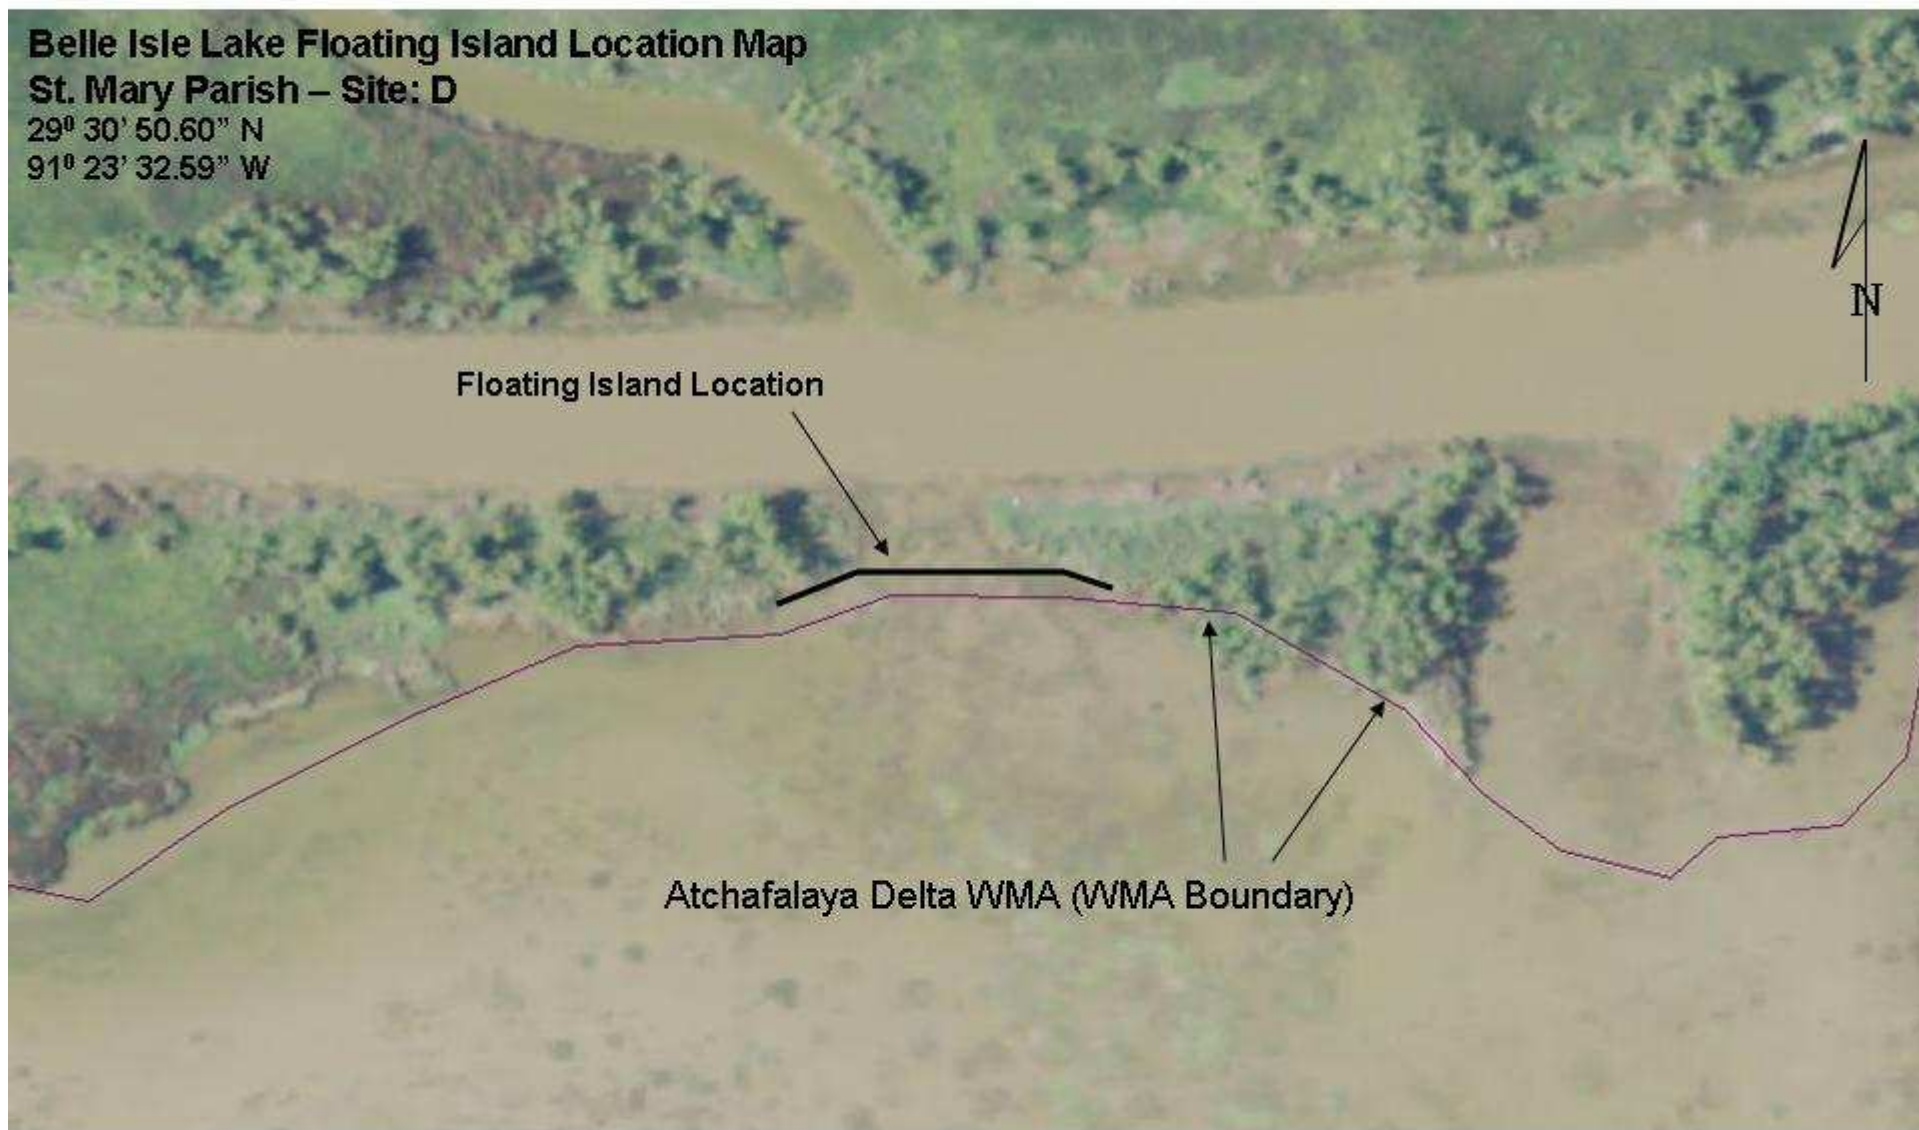 Belle Isle Lake Floating Island Location Map
St. Mary Parish – Site: D
29⁰ 30’ 50.60” N
91⁰ 23’ 32.59” W
N
Floating Island Location
Atchafalaya Delta WMA (WMA Boundary)